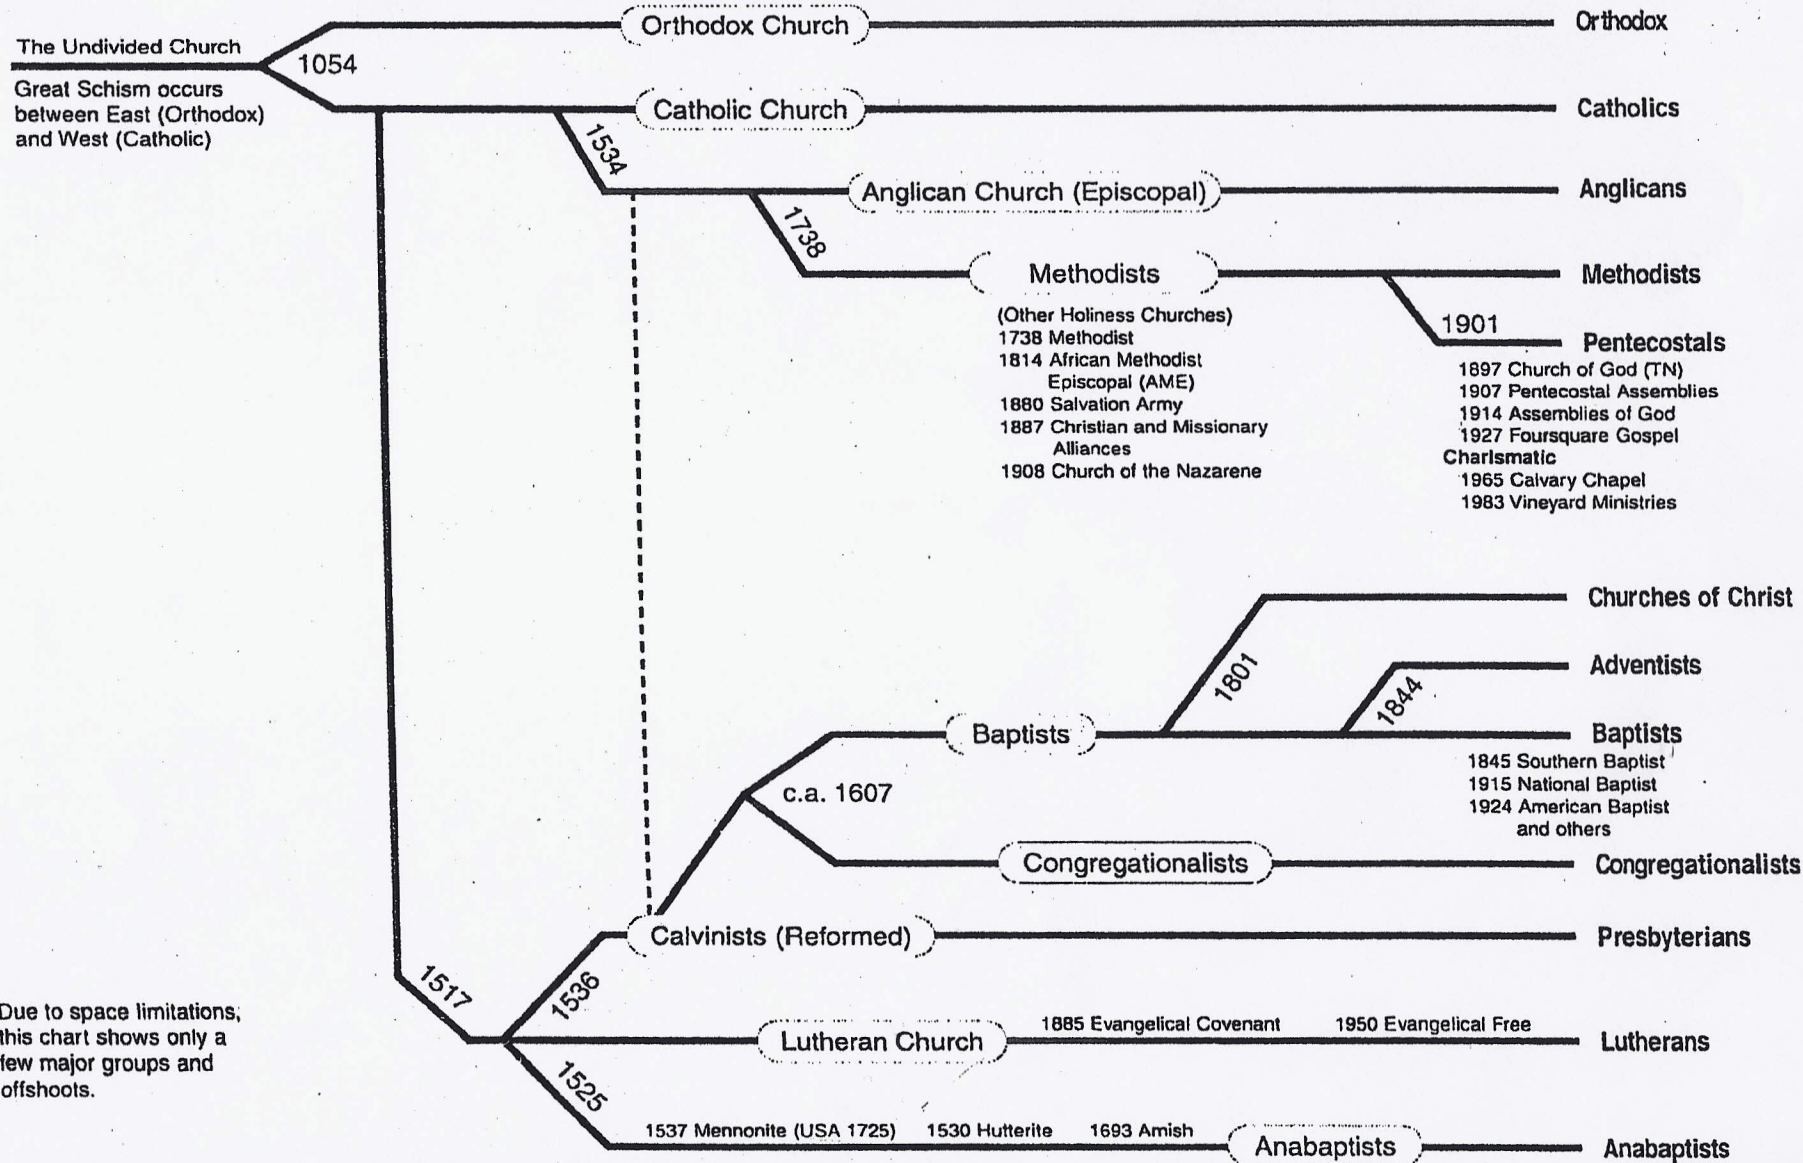 The Undivided Church
1054
Great Schism occurs
between East (Orthodox)
and West (Catholic)
Orthodox Church
Orthodox
Catholic Church
Catholics
1534
Anglican Church (Episcopal)
Anglicans
1738
Methodists
Methodists
(Other Holiness Churches)
1738 Methodist
1814 African Methodist
Episcopal (AME)
1880 Salvation Army
1887 Christian and Missionary
Alliances
1908 Church of the Nazarene
1901
Pentecostals
1897 Church of God (TN)
1907 Pentecostal Assemblies
1914 Assemblies of God
1927 Foursquare Gospel
Charismatic
1965 Calvary Chapel
1983 Vineyard Ministries
Churches of Christ
1801
Adventists
1844
Baptists
Baptists
1845 Southern Baptist
1915 National Baptist
1924 American Baptist
and others
c.a. 1607
Congregationalists
Congregationalists
Calvinists (Reformed)
Presbyterians
1517
1536
Lutheran Church
1885 Evangelical Covenant
1950 Evangelical Free
Lutherans
1525
1537 Mennonite (USA 1725)
1530 Hutterite
1693 Amish
Anabaptists
Anabaptists
Due to space limitations,
this chart shows only a
few major groups and
offshoots.